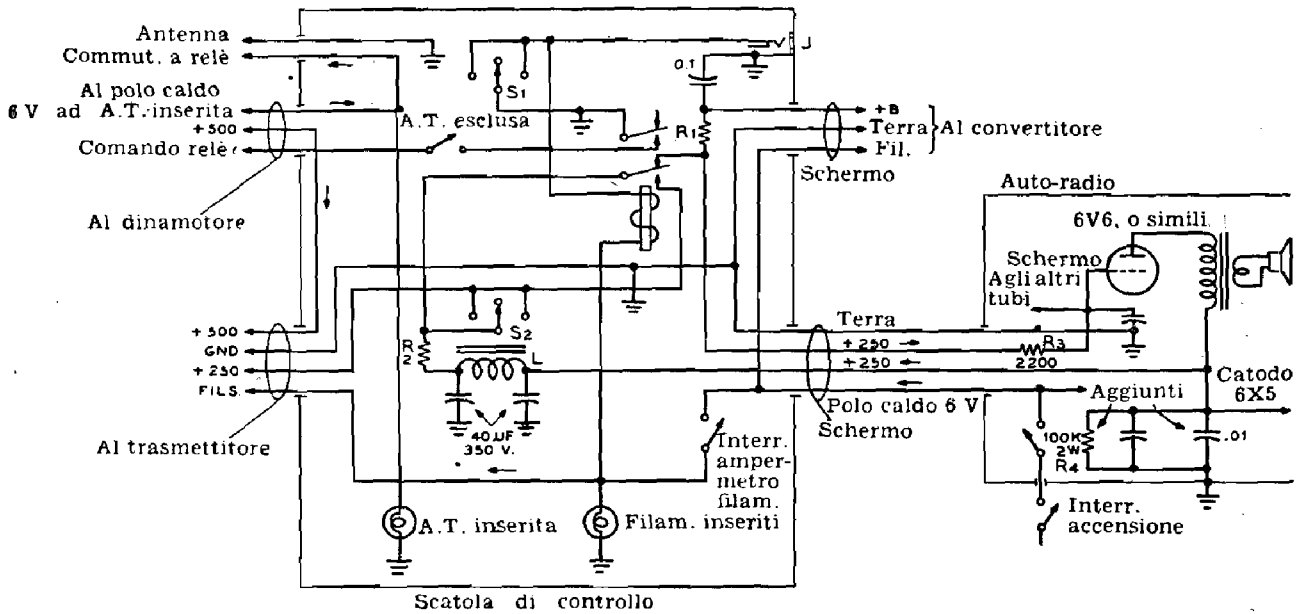 Antenna
Commut. a relè
Al polo caldo
6 V ad A.T. inserita
+500
Comando relè
Al dinamotore
+500
GND
+250
FILS.
Al trasmettitore
S1
A.T. esclusa
0.1
J
R1
+B
Terra
Fil.
Al convertitore
Schermo
S2
R2
L
40 µF
350 V.
Interr.
amper-
metro
filam.
A.T. inserita
Filam. inseriti
Scatola di controllo
Auto-radio
6V6, o simili
Schermo
Agli altri
tubi
Terra
+250
R3
2200
+250
Polo caldo 6 V
Schermo
Aggiunti
Catodo
6X5
100K
2W
R4
.01
Interr.
accensione